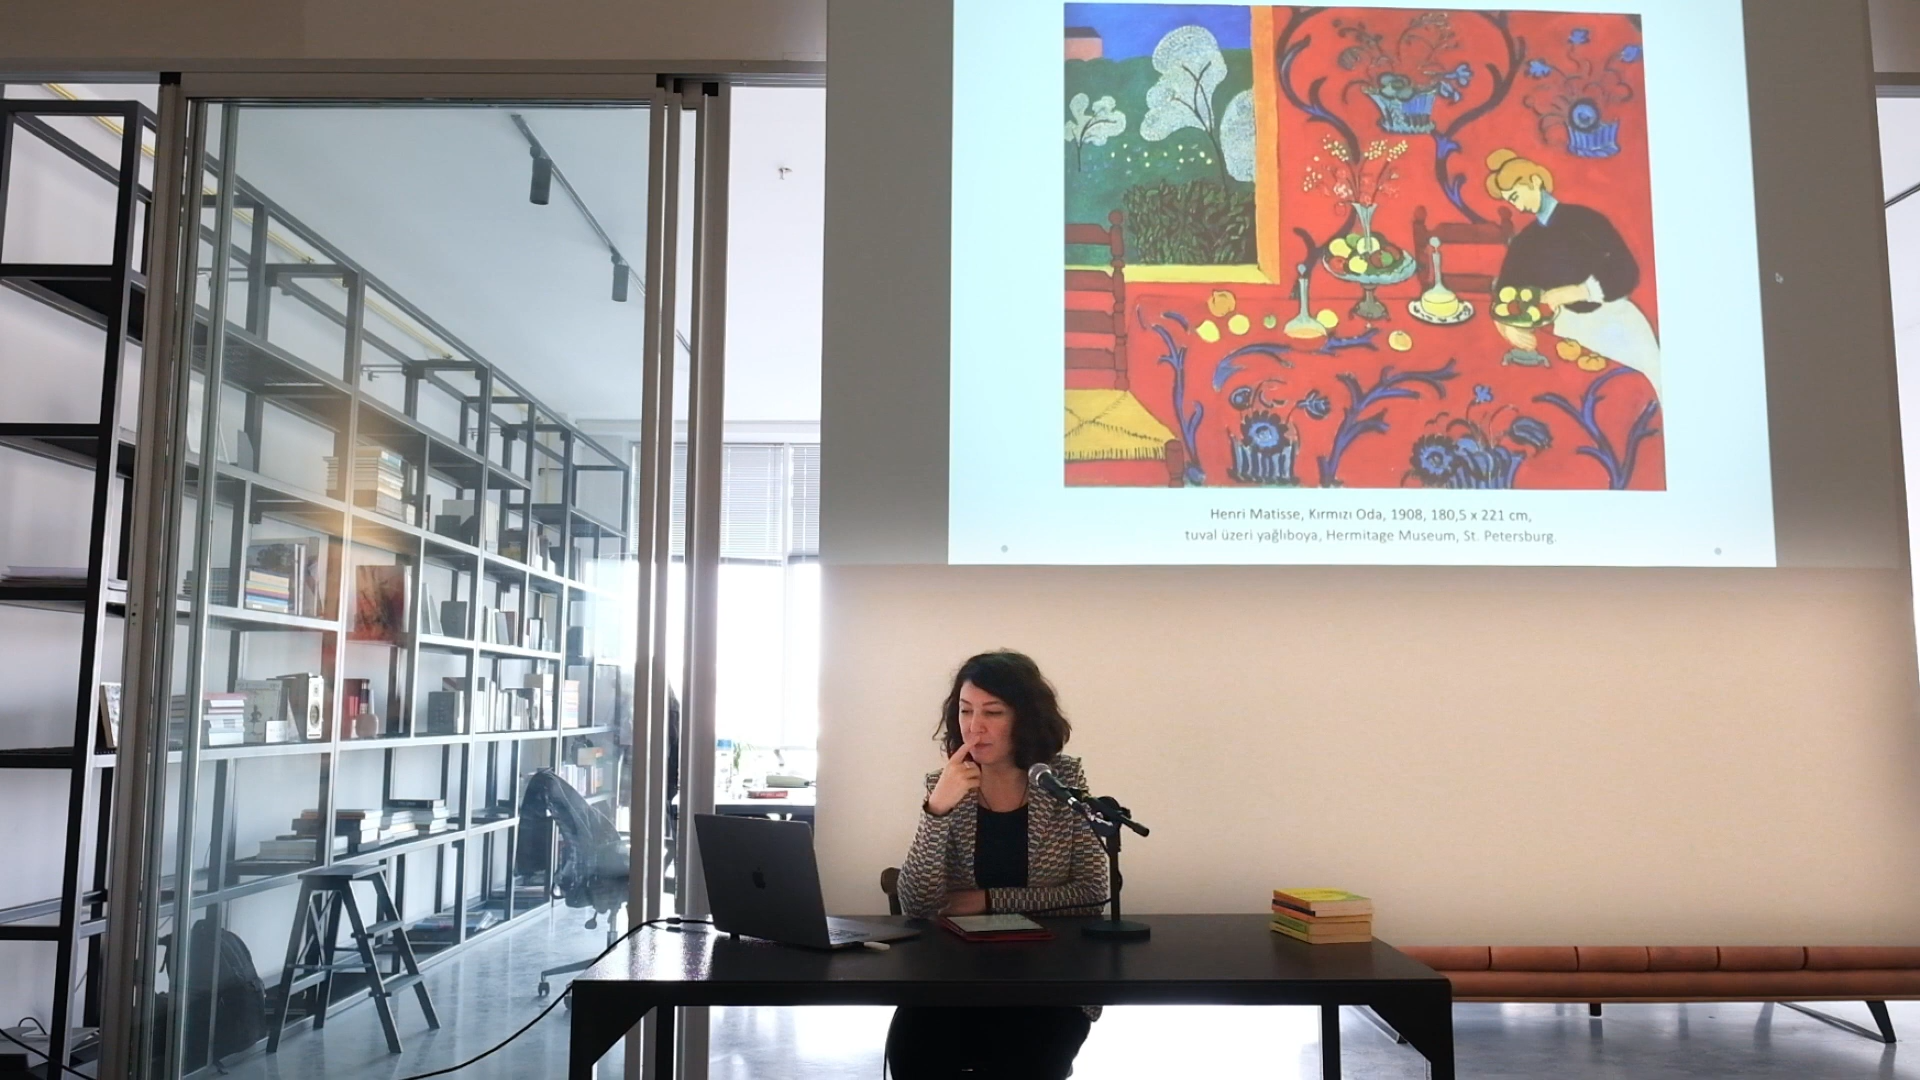 Henri Matisse, Kırmızı Oda, 1908, 180,5 x 221 cm,
tuval üzeri yağlıboya, Hermitage Museum, St. Petersburg.